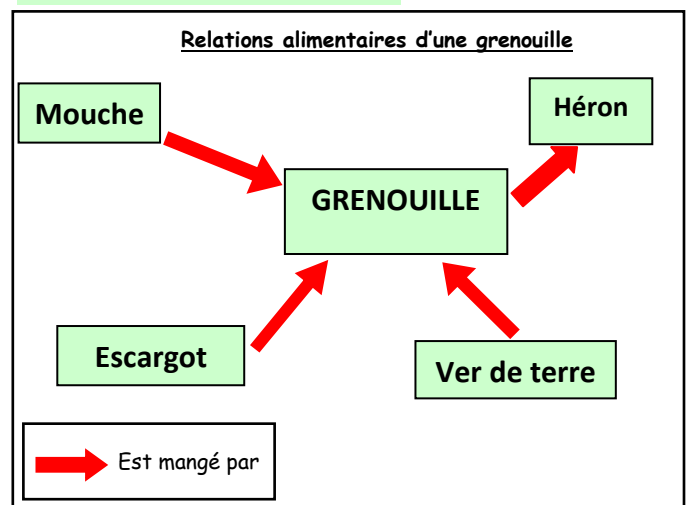 Relations alimentaires d'une grenouille
Mouche
Héron
GRENOUILLE
Escargot
Ver de terre
Est mangé par